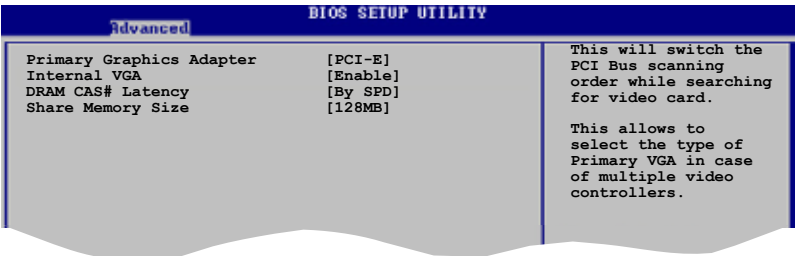 BIOS SETUP UTILITY
Advanced
Primary Graphics Adapter [PCI-E]
Internal VGA [Enable]
DRAM CAS# Latency [By SPD]
Share Memory Size [128MB]
This will switch the
PCI Bus scanning
order while searching
for video card.
This allows to
select the type of
Primary VGA in case
of multiple video
controllers.